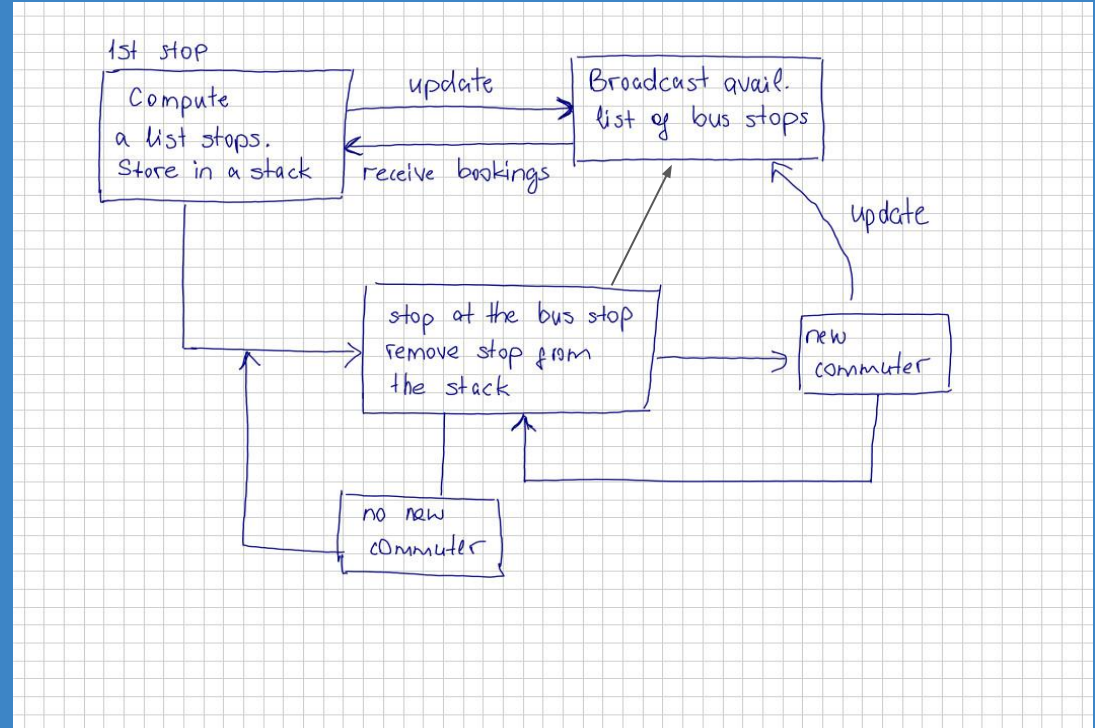 1st stop
Compute
a list stops.
Store in a stack
update
receive bookings
Broadcast avail.
list of bus stops
update
stop at the bus stop
remove stop from
the stack
new
commuter
no new
commuter